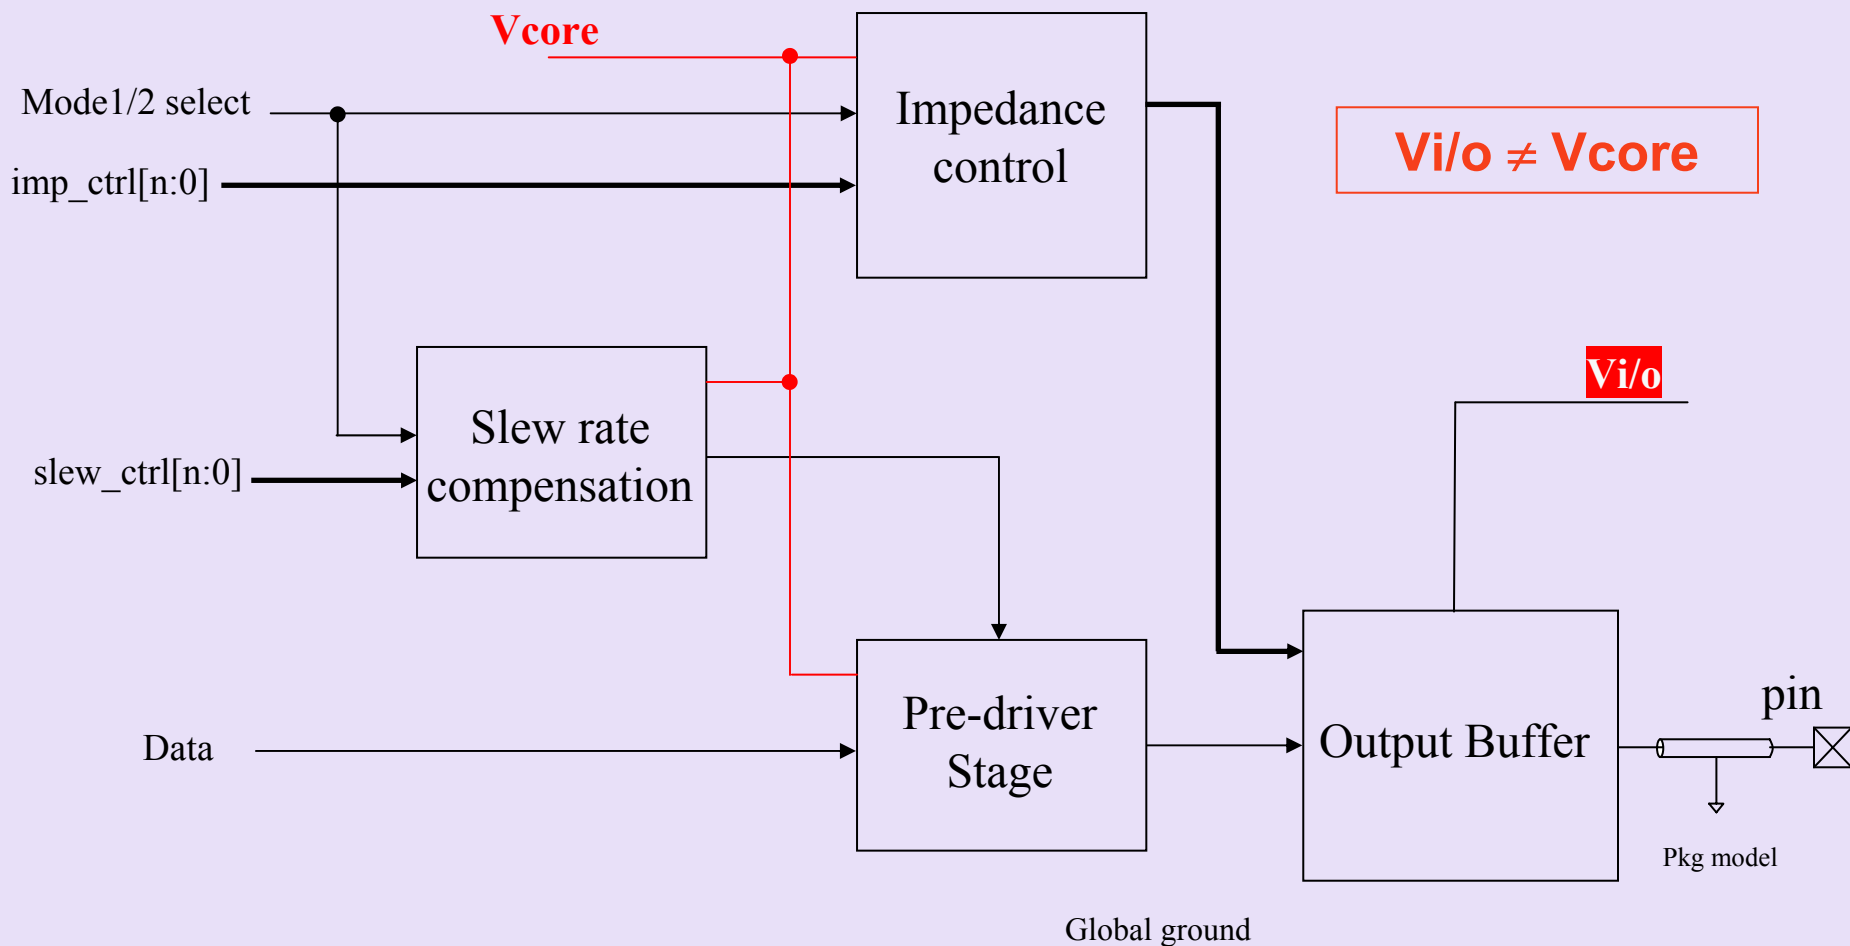 Vcore
Mode1/2 select
imp_ctrl[n:0]
Impedance
control
Vi/o ≠ Vcore
Vi/o
Slew rate
compensation
slew_ctrl[n:0]
Data
Pre-driver
Stage
Output Buffer
pin
Pkg model
Global ground